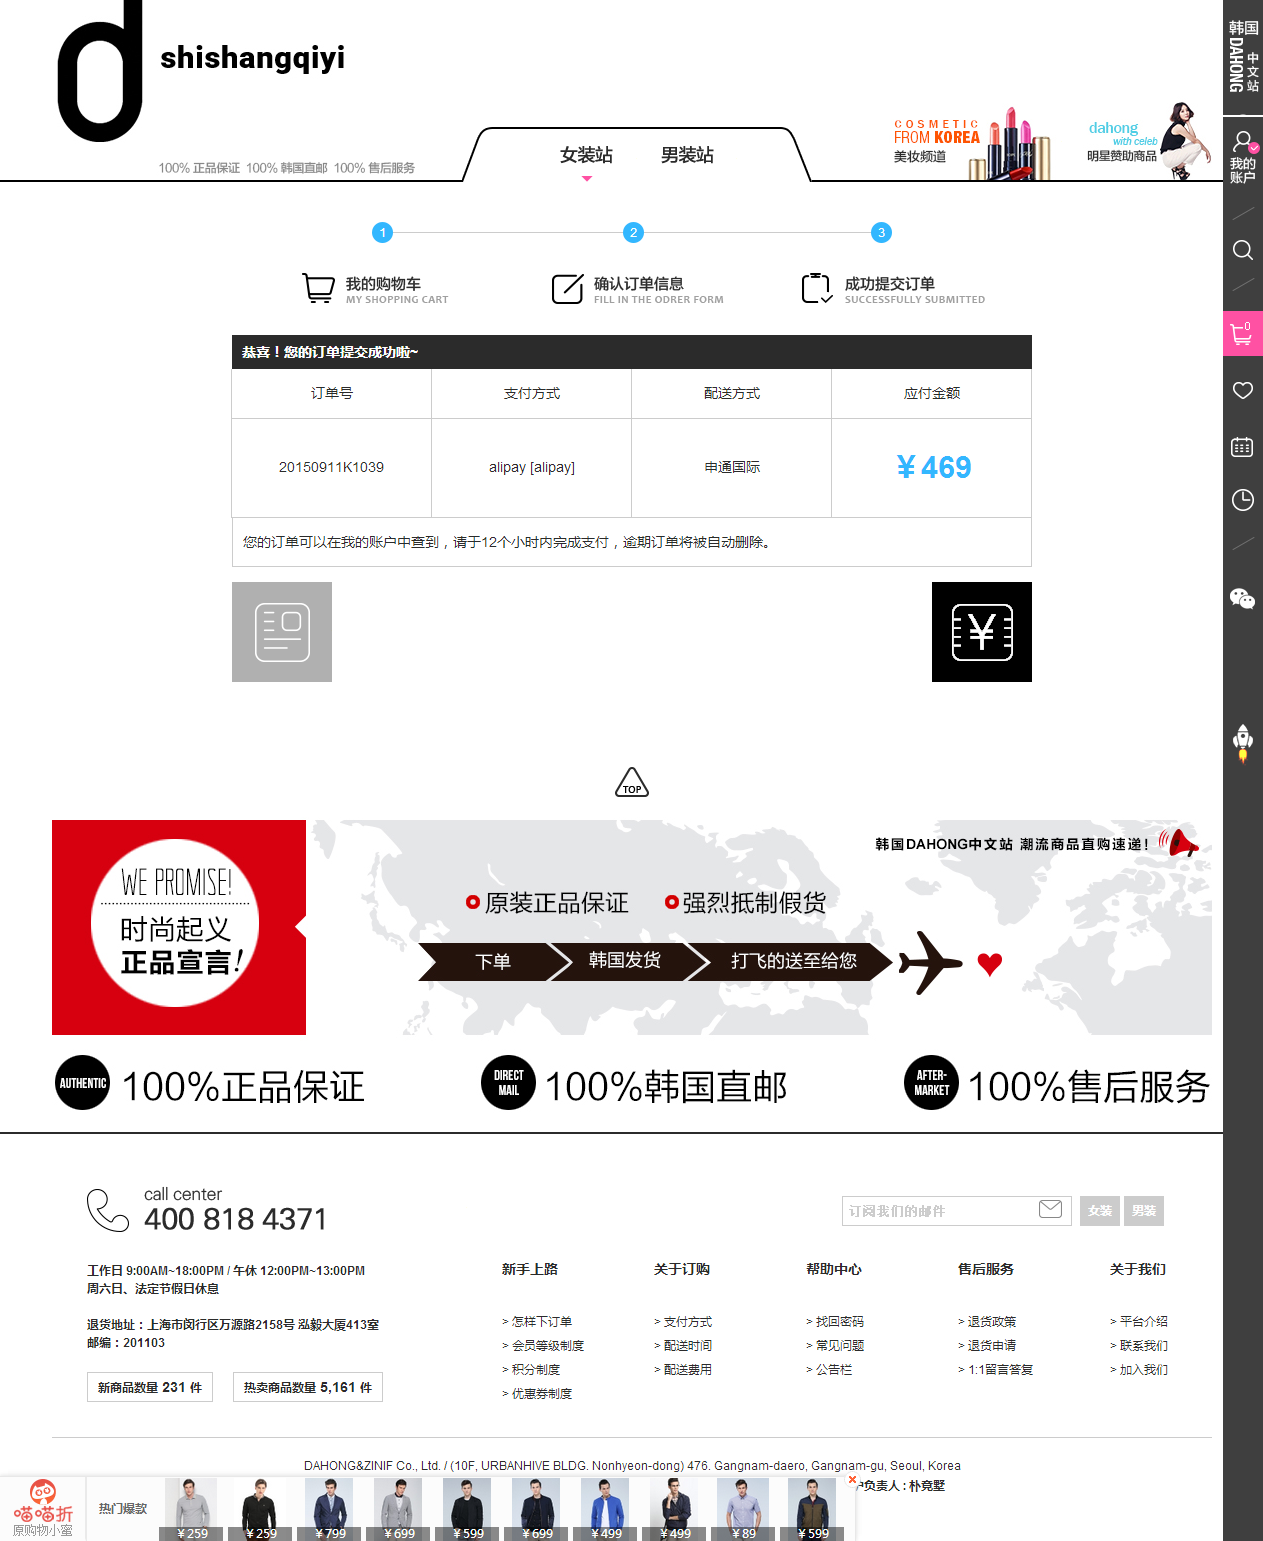 d shishangqiyi
韩国 DAHONG 中文站
100% 正品保证 100% 韩国直邮 100% 售后服务
女装站 男装站
COSMETIC
FROM KOREA
美妆频道
dahong
with celeb
明星赞助商品
我的
账户
1 2 3
我的购物车
MY SHOPPING CART
确认订单信息
FILL IN THE ODRER FORM
成功提交订单
SUCCESSFULLY SUBMITTED
0
恭喜！您的订单提交成功啦~
订单号 支付方式 配送方式 应付金额
20150911K1039 alipay [alipay] 申通国际 ￥469
您的订单可以在我的账户中查到，请于12个小时内完成支付，逾期订单将被自动删除。
¥
TOP
WE PROMISE!
时尚起义
正品宣言!
韩国DAHONG中文站 潮流商品直购速递!
原装正品保证 强烈抵制假货
下单 韩国发货 打飞的送至给您
AUTHENTIC 100%正品保证
DIRECT MAIL 100%韩国直邮
AFTER-MARKET 100%售后服务
call center
400 818 4371
订阅我们的邮件 女装 男装
工作日 9:00AM~18:00PM / 午休 12:00PM~13:00PM
周六日、法定节假日休息
退货地址：上海市闵行区万源路2158号 泓毅大厦413室
邮编：201103
新商品数量 231 件 热卖商品数量 5,161 件
新手上路 关于订购 帮助中心 售后服务 关于我们
> 怎样下订单 > 支付方式 > 找回密码 > 退货政策 > 平台介绍
> 会员等级制度 > 配送时间 > 常见问题 > 退货申请 > 联系我们
> 积分制度 > 配送费用 > 公告栏 > 1:1留言答复 > 加入我们
> 优惠券制度
DAHONG&ZINIF Co., Ltd. / (10F, URBANHIVE BLDG. Nonhyeon-dong) 476. Gangnam-daero, Gangnam-gu, Seoul, Korea
负责人 : 朴竞墅
喵喵折
原购物小蜜
热门爆款
￥259 ￥259 ￥799 ￥699 ￥599 ￥699 ￥499 ￥499 ￥89 ￥599